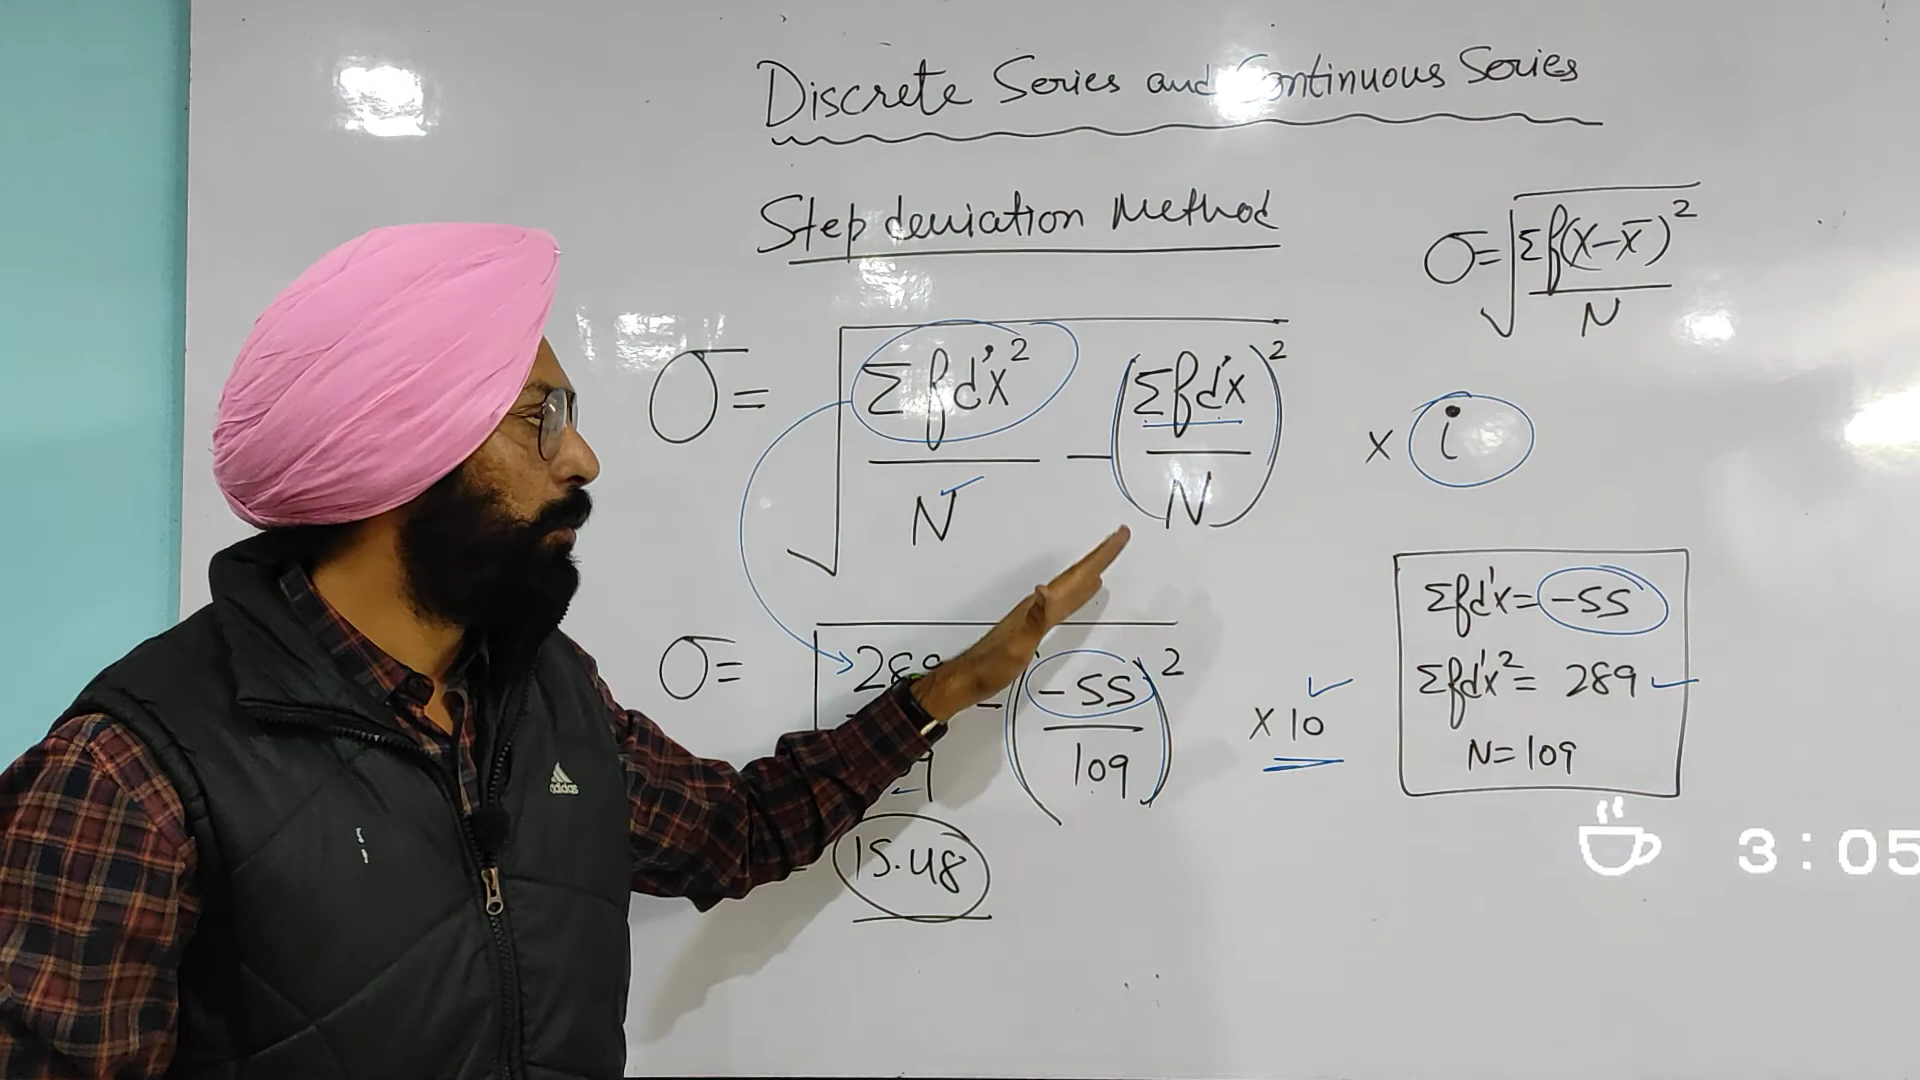 Discrete Series and Continuous Series
Step deviation Method
σ = √(Σf(x-x̄)² / N)
σ = √(Σfd'x² / N - (Σfd'x / N)²) × i
Σfd'x = -55
Σfd'x² = 289
N = 109
σ = 289 - (-55 / 109)² × 10
15.48
adidas
3:05